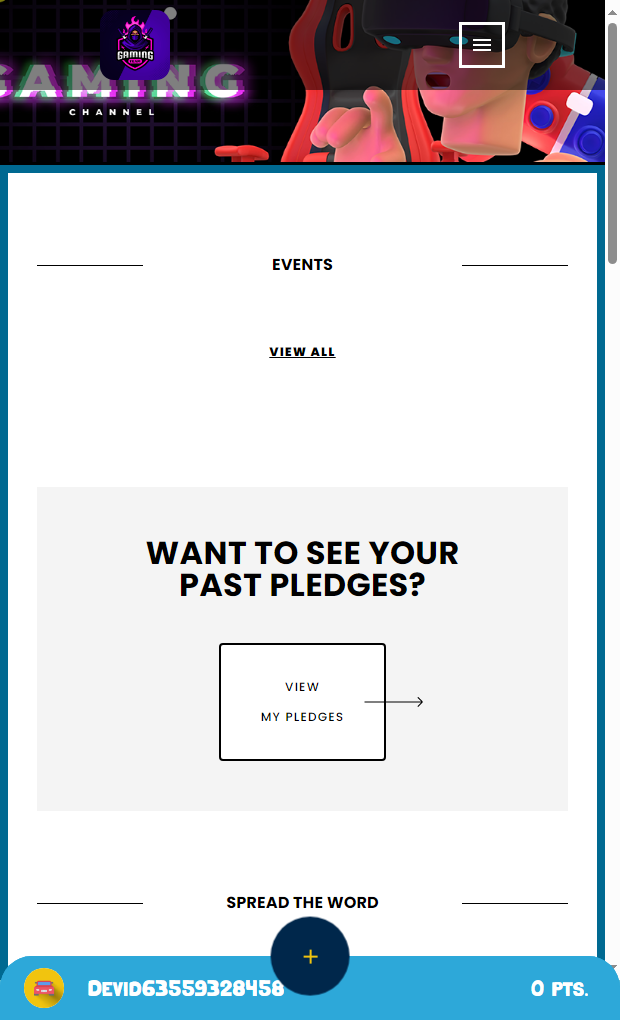 GAMING
GAMING
CHANNEL
EVENTS
VIEW ALL
WANT TO SEE YOUR
PAST PLEDGES?
VIEW
MY PLEDGES
SPREAD THE WORD
+
Devid63559328458
0 PTS.